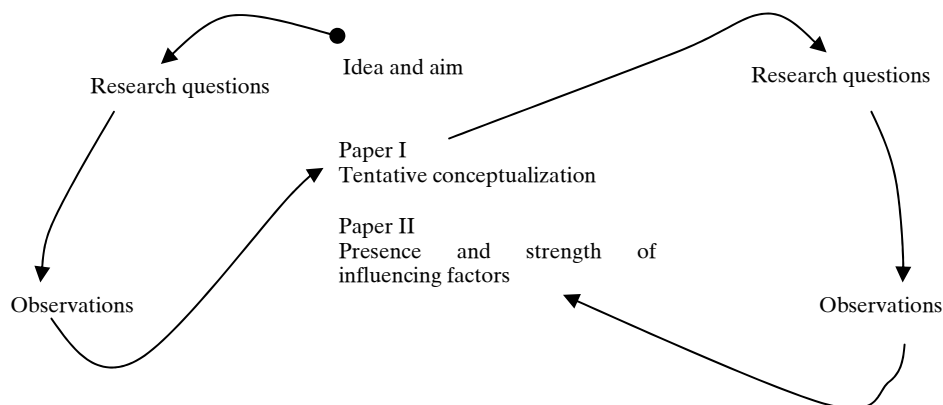 Idea and aim
Research questions
Research questions
Paper I
Tentative conceptualization
Paper II
Presence and strength of
influencing factors
Observations
Observations